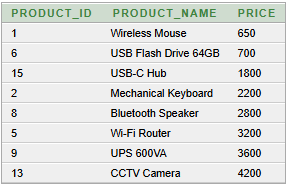 PRODUCT_ID PRODUCT_NAME PRICE
1 Wireless Mouse 650
6 USB Flash Drive 64GB 700
15 USB-C Hub 1800
2 Mechanical Keyboard 2200
8 Bluetooth Speaker 2800
5 Wi-Fi Router 3200
9 UPS 600VA 3600
13 CCTV Camera 4200